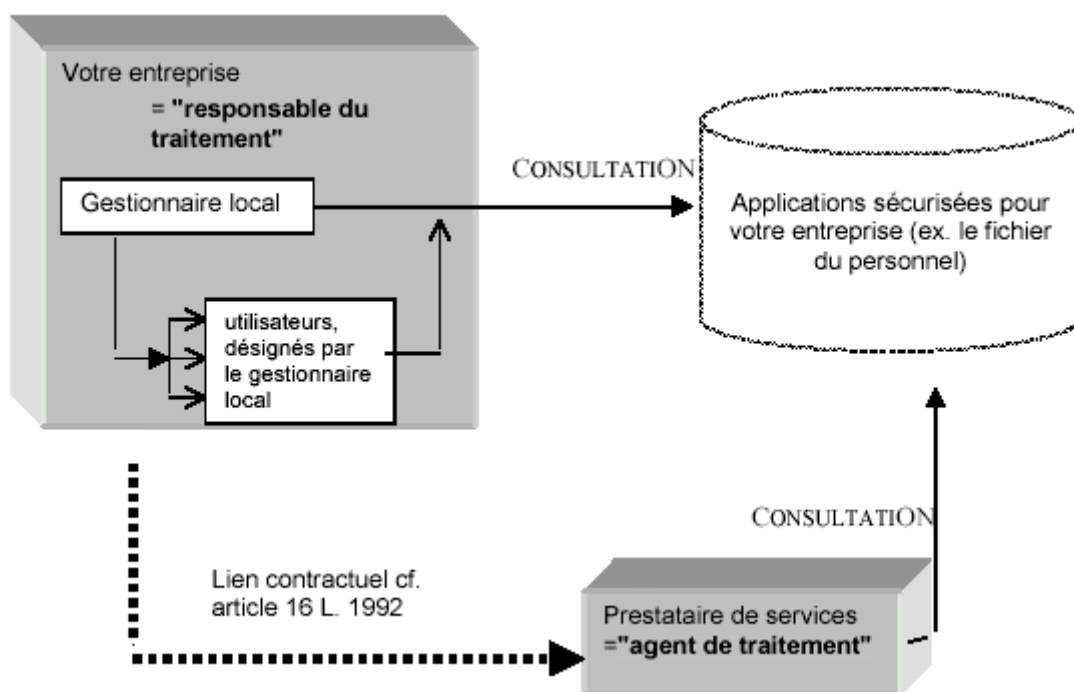 Votre entreprise
= "responsable du
traitement"
Gestionnaire local
utilisateurs,
désignés par
le gestionnaire
local
CONSULTATION
Applications sécurisées pour
votre entreprise (ex. le fichier
du personnel)
CONSULTATION
Lien contractuel cf.
article 16 L. 1992
Prestataire de services
="agent de traitement"